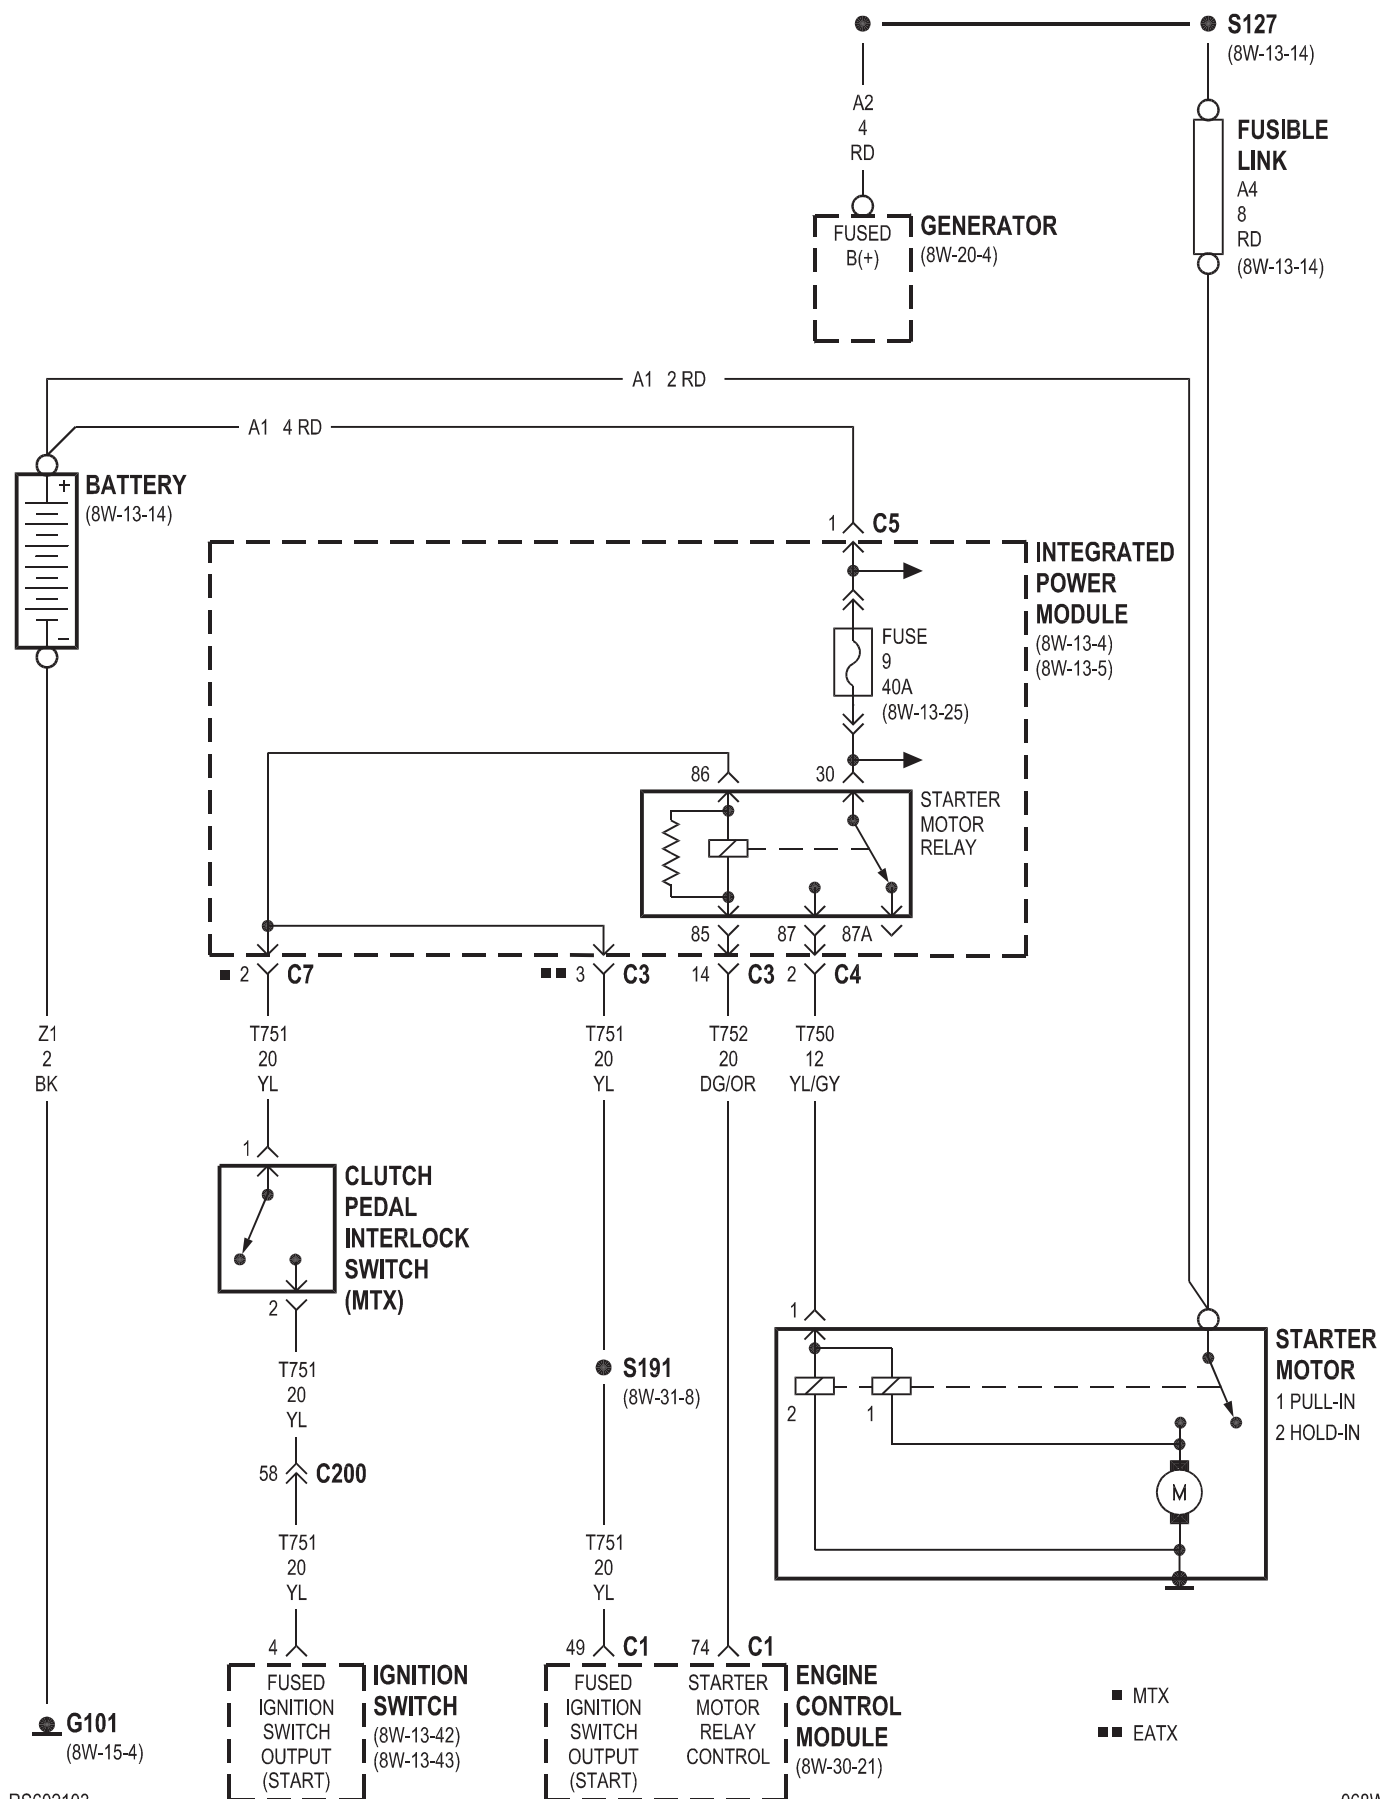 S127
(8W-13-14)
A2
4
RD
FUSIBLE
LINK
A4
8
RD
(8W-13-14)
FUSED
B(+)
GENERATOR
(8W-20-4)
A1 2 RD
A1 4 RD
+
BATTERY
(8W-13-14)
-
1
C5
INTEGRATED
POWER
MODULE
(8W-13-4)
(8W-13-5)
FUSE
9
40A
(8W-13-25)
86
30
STARTER
MOTOR
RELAY
85
87
87A
2
C7
3
C3
14
C3
2
C4
Z1
2
BK
T751
20
YL
T751
20
YL
T752
20
DG/OR
T750
12
YL/GY
1
CLUTCH
PEDAL
INTERLOCK
SWITCH
(MTX)
2
1
STARTER
MOTOR
1 PULL-IN
2 HOLD-IN
2
1
M
T751
20
YL
S191
(8W-31-8)
58
C200
T751
20
YL
T751
20
YL
4
49
C1
74
C1
FUSED
IGNITION
SWITCH
OUTPUT
(START)
IGNITION
SWITCH
(8W-13-42)
(8W-13-43)
FUSED
IGNITION
SWITCH
OUTPUT
(START)
STARTER
MOTOR
RELAY
CONTROL
ENGINE
CONTROL
MODULE
(8W-30-21)
G101
(8W-15-4)
MTX
EATX